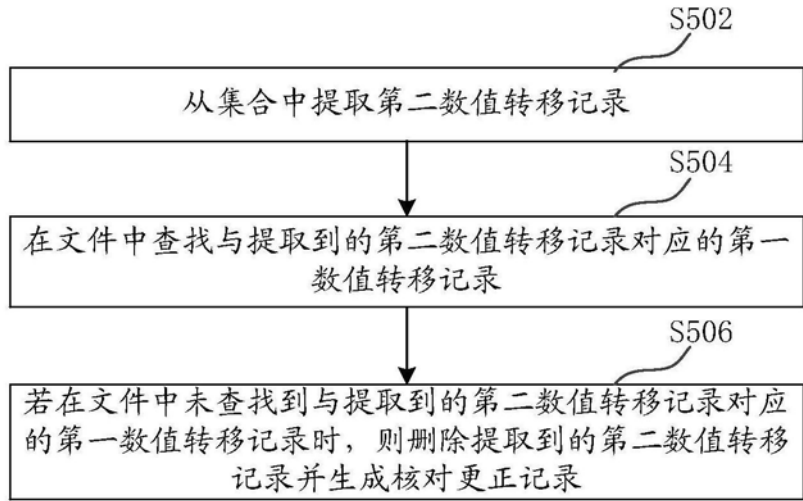 S502
从集合中提取第二数值转移记录
S504
在文件中查找与提取到的第二数值转移记录对应的第一
数值转移记录
S506
若在文件中未查找到与提取到的第二数值转移记录对应
的第一数值转移记录时，则删除提取到的第二数值转移
记录并生成核对更正记录